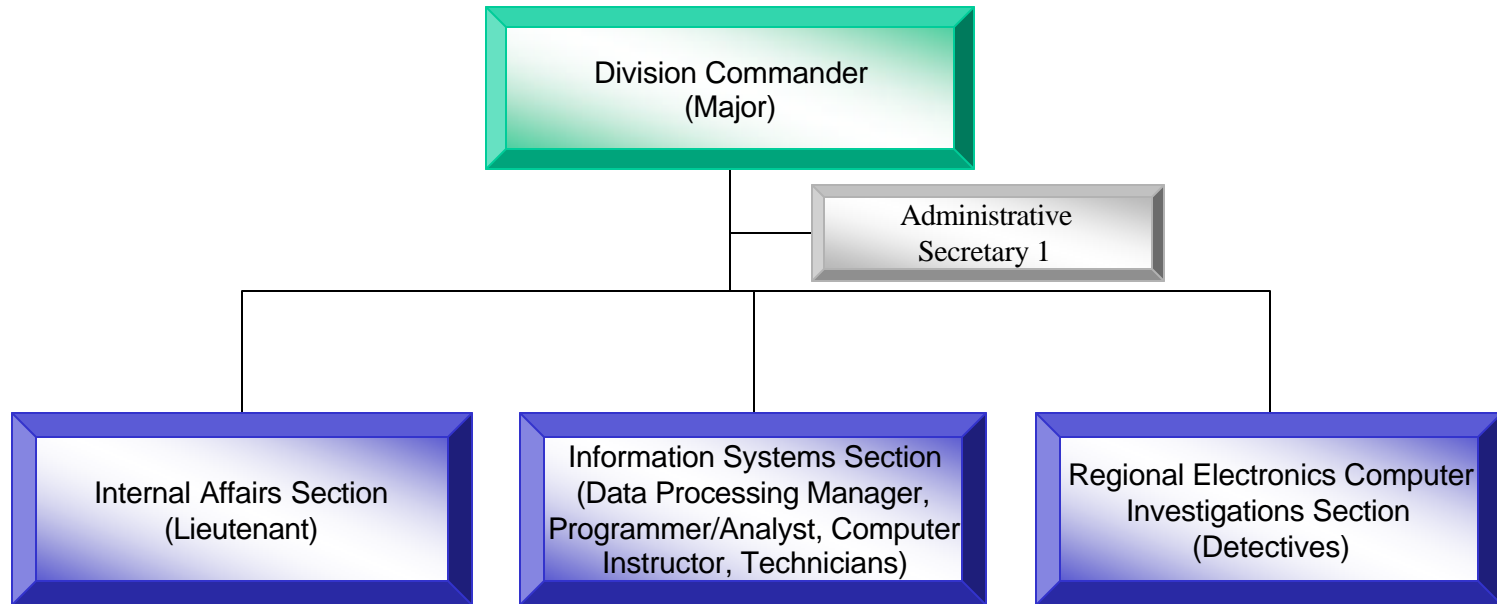 Division Commander
(Major)
Administrative
Secretary 1
Internal Affairs Section
(Lieutenant)
Information Systems Section
(Data Processing Manager,
Programmer/Analyst, Computer
Instructor, Technicians)
Regional Electronics Computer
Investigations Section
(Detectives)